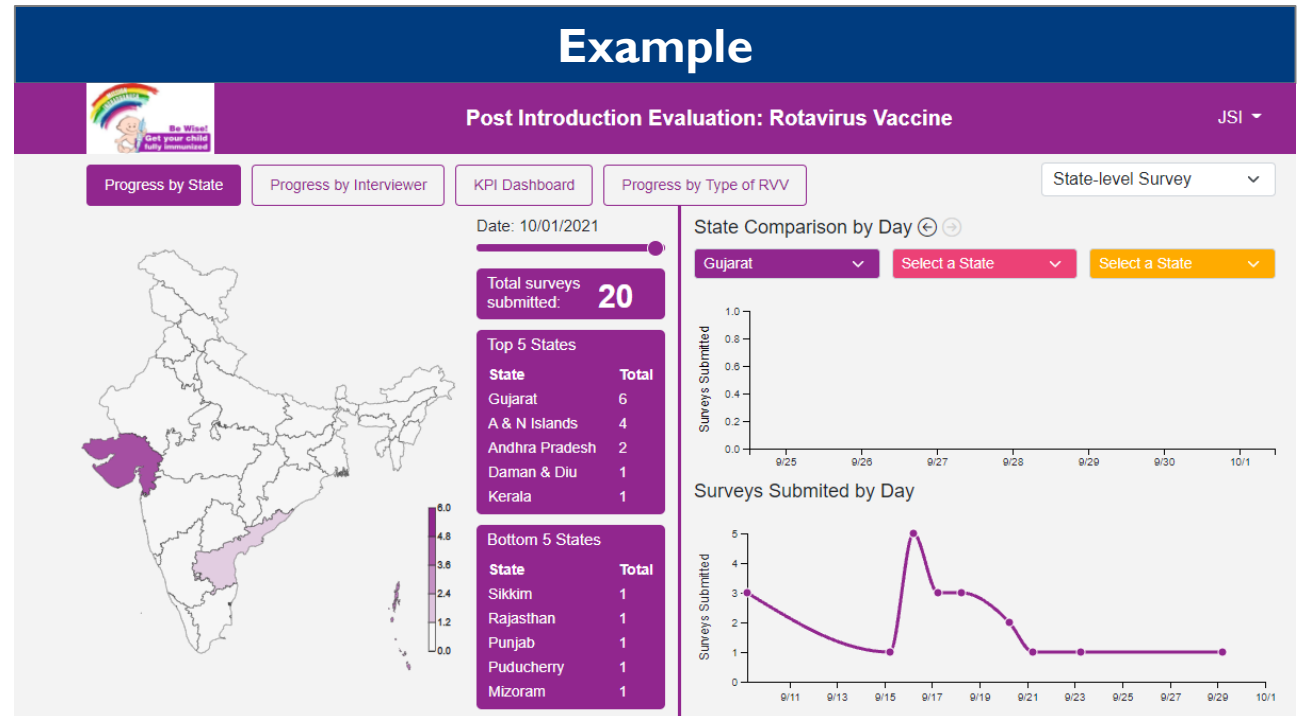 Example
Be Wise!
Get your child
fully immunized
Post Introduction Evaluation: Rotavirus Vaccine
JSI
Progress by State
Progress by Interviewer
KPI Dashboard
Progress by Type of RVV
State-level Survey
Date: 10/01/2021
Total surveys
submitted:
20
Top 5 States
State Total
Gujarat 6
A & N Islands 4
Andhra Pradesh 2
Daman & Diu 1
Kerala 1
Bottom 5 States
State Total
Sikkim 1
Rajasthan 1
Punjab 1
Puducherry 1
Mizoram 1
6.0
4.8
3.6
2.4
1.2
0.0
State Comparison by Day
Gujarat
Select a State
Select a State
Surveys Submitted
1.0
0.8
0.6
0.4
0.2
0.0
9/25 9/26 9/27 9/28 9/29 9/30 10/1
Surveys Submited by Day
Surveys Submitted
5
4
3
2
1
0
9/11 9/13 9/15 9/17 9/19 9/21 9/23 9/25 9/27 9/29 10/1